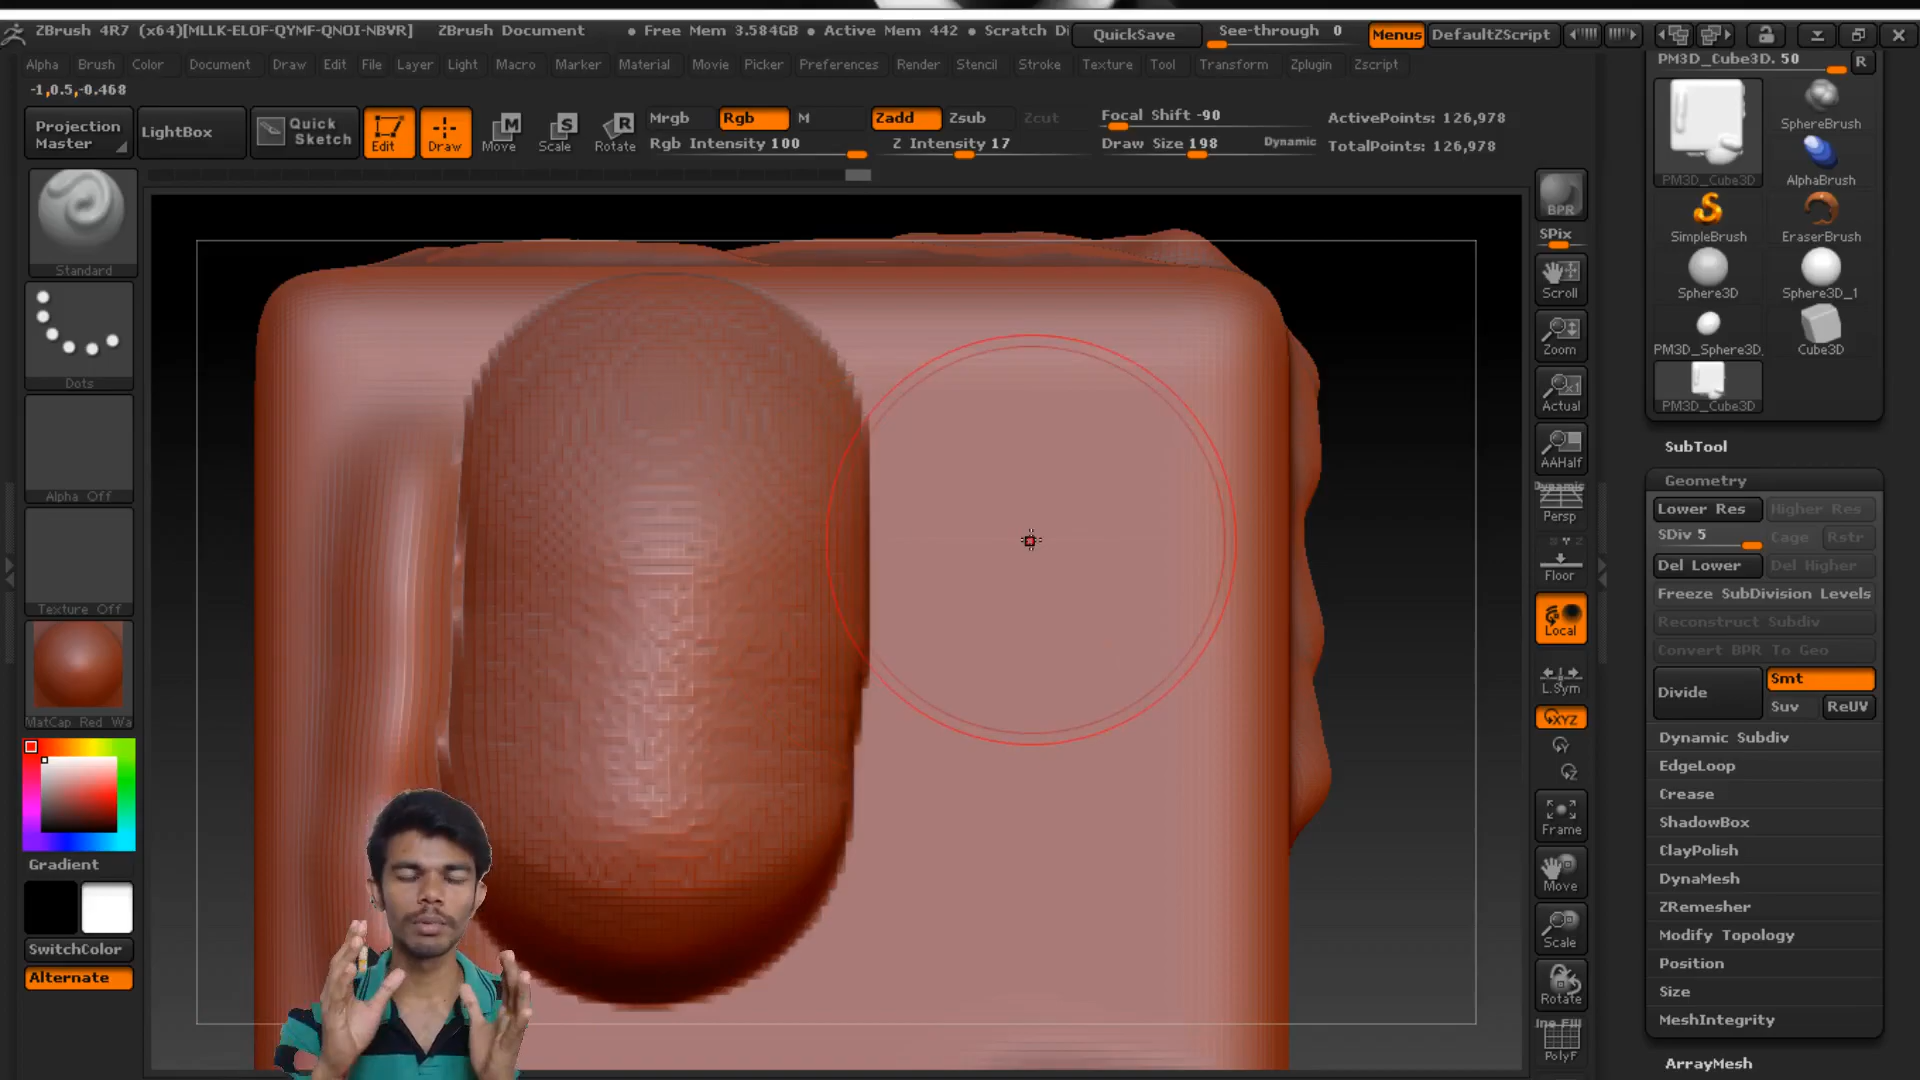 ZBrush 4R7 (x64)[MLLK-ELOF-QYMF-QNOI-NBVR] ZBrush Document • Free Mem 3.584GB • Active Mem 442 • Scratch Di QuickSave See-through 0 Menus DefaultZScript
Alpha Brush Color Document Draw Edit File Layer Light Macro Marker Material Movie Picker Preferences Render Stencil Stroke Texture Tool Transform Zplugin Zscript
-1,0.5,-0.468
Projection Master
LightBox
Quick Sketch
Edit
Draw
Move
Scale
Rotate
Mrgb Rgb M
Rgb Intensity 100
Zadd Zsub Zcut
Z Intensity 17
Focal Shift -90
Draw Size 198 Dynamic
ActivePoints: 126,978
TotalPoints: 126,978
Standard
Dots
Alpha Off
Texture Off
MatCap Red Wa
Gradient
SwitchColor
Alternate
BPR
SPix
Scroll
Zoom
Actual
AAHalf
Dynamic
Persp
Floor
Local
L.Sym
XYZ
Frame
Move
Scale
Rotate
PolyF
PM3D_Cube3D. 50 R
PM3D_Cube3D
SphereBrush
AlphaBrush
SimpleBrush
EraserBrush
Sphere3D
Sphere3D_1
PM3D_Sphere3D.
Cube3D
PM3D_Cube3D
SubTool
Geometry
Lower Res Higher Res
SDiv 5 Cage Rstr
Del Lower Del Higher
Freeze SubDivision Levels
Reconstruct Subdiv
Convert BPR To Geo
Divide
Smt
Suv ReUV
Dynamic Subdiv
EdgeLoop
Crease
ShadowBox
ClayPolish
DynaMesh
ZRemesher
Modify Topology
Position
Size
MeshIntegrity
ArrayMesh